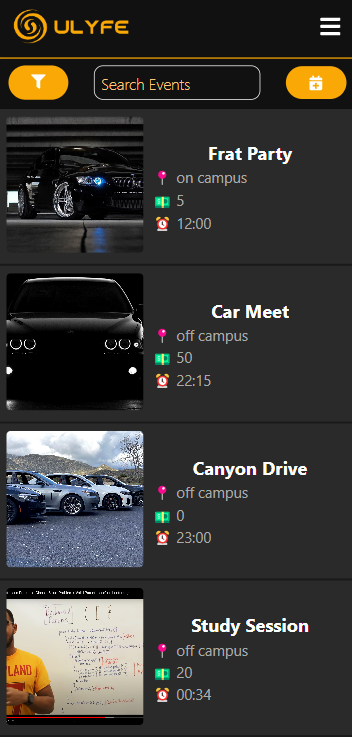 ULYFE
Search Events
Frat Party
on campus
5
12:00
Car Meet
off campus
50
22:15
Canyon Drive
off campus
0
23:00
Study Session
off campus
20
00:34